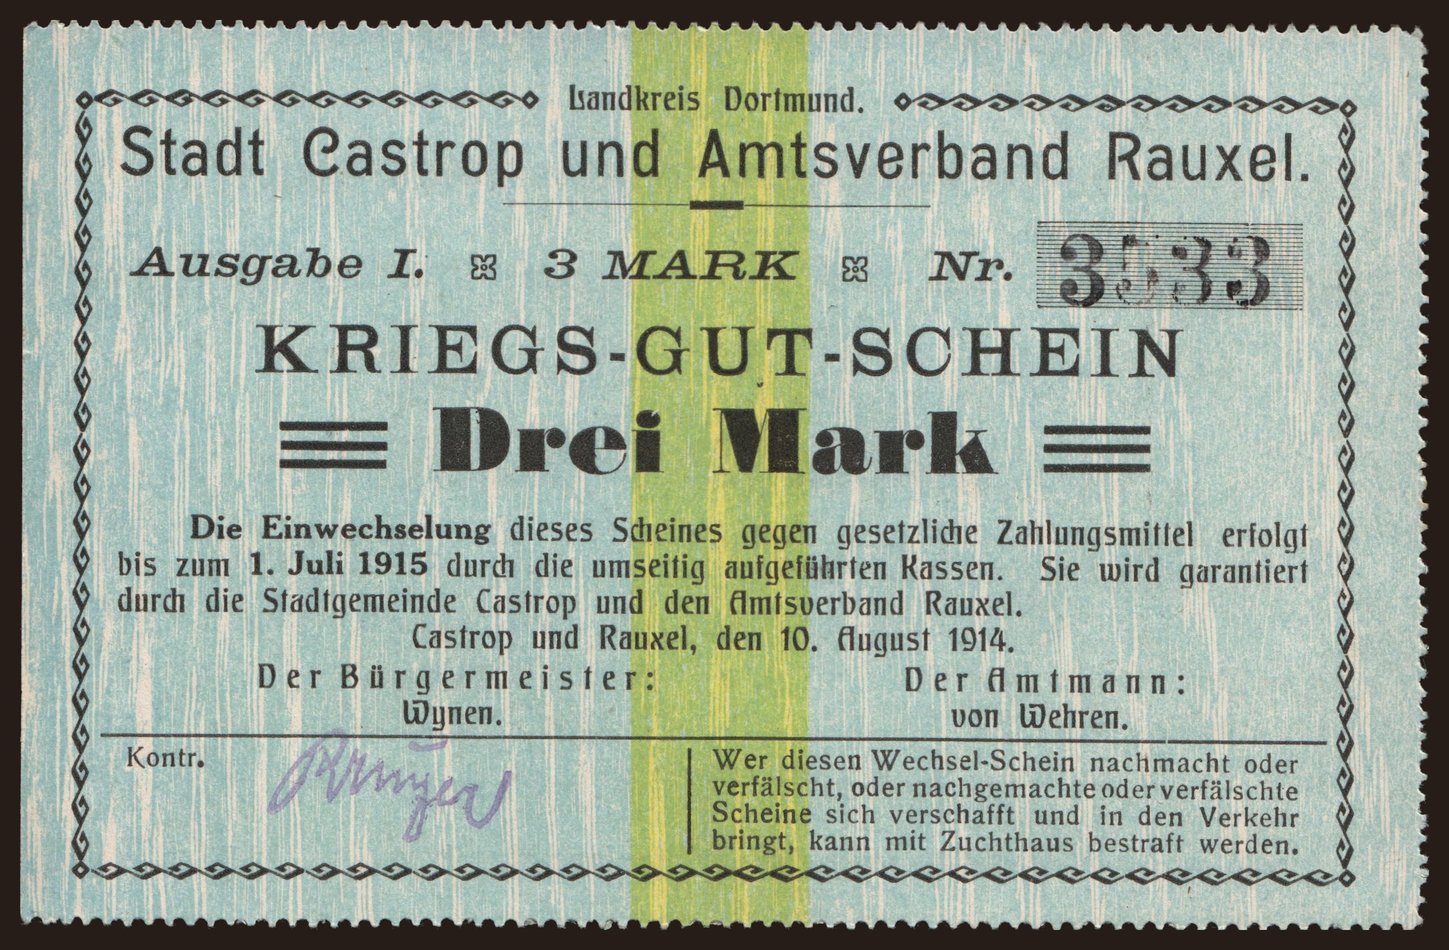 Landkreis Dortmund.
Stadt Castrop und Amtsverband Rauxel.
Ausgabe I. 3 MARK Nr. 3533
KRIEGS-GUT-SCHEIN
Drei Mark
Die Einwechselung dieses Scheines gegen gesetzliche Zahlungsmittel erfolgt
bis zum 1. Juli 1915 durch die umseitig aufgeführten Kassen. Sie wird garantiert
durch die Stadtgemeinde Castrop und den Amtsverband Rauxel.
Castrop und Rauxel, den 10. August 1914.
Der Bürgermeister: Der Amtmann:
Wynen. von Wehren.
Kontr.
Wer diesen Wechsel-Schein nachmacht oder
verfälscht, oder nachgemachte oder verfälschte
Scheine sich verschafft und in den Verkehr
bringt, kann mit Zuchthaus bestraft werden.